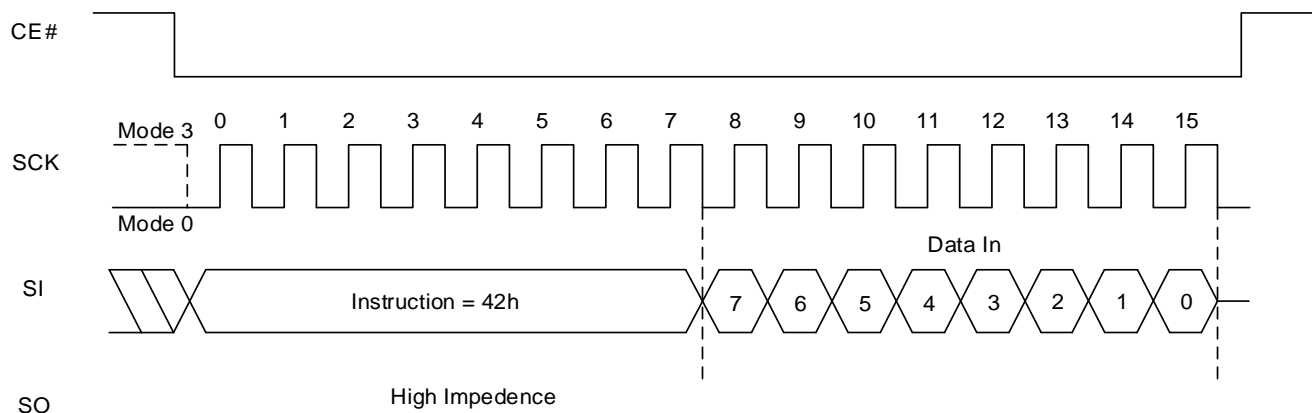 CE#
Mode 3
0 1 2 3 4 5 6 7 8 9 10 11 12 13 14 15
SCK
Mode 0
Data In
SI
Instruction = 42h
7 6 5 4 3 2 1 0
High Impedence
SO